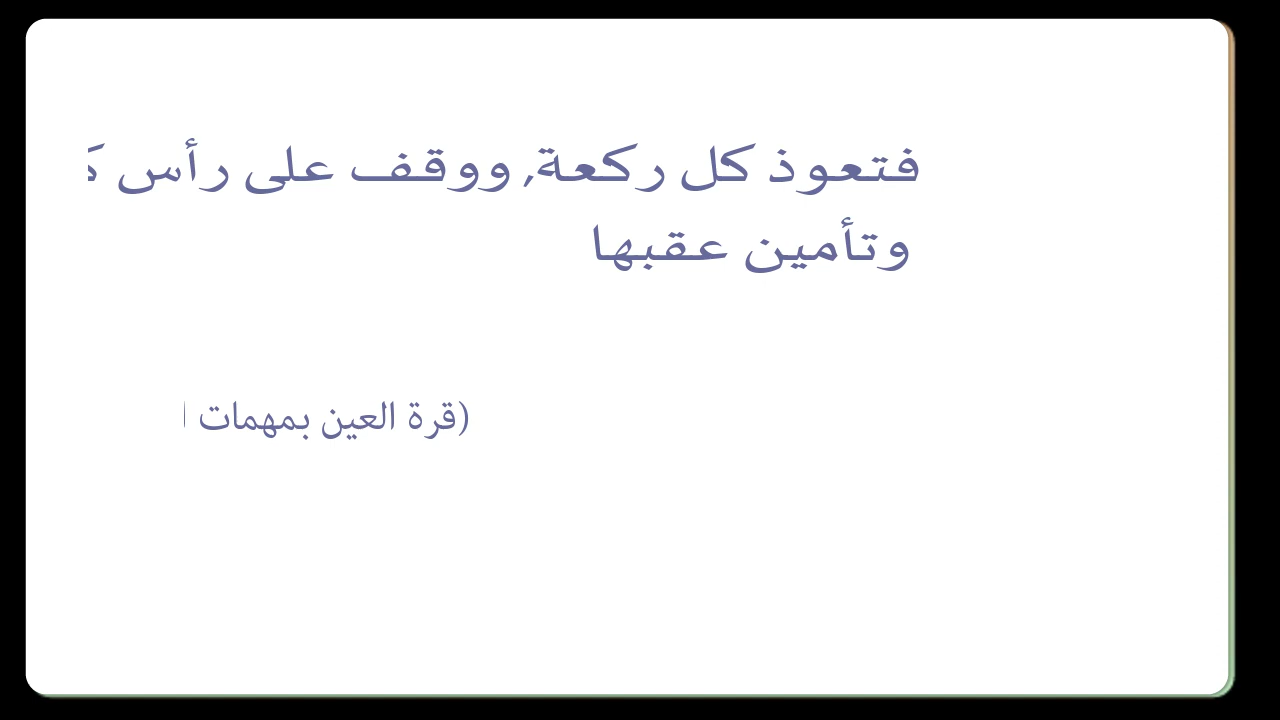 فتعوذ كل ركعة, ووقف على رأس
وتأمين عقبها
(قرة العين بمهمات